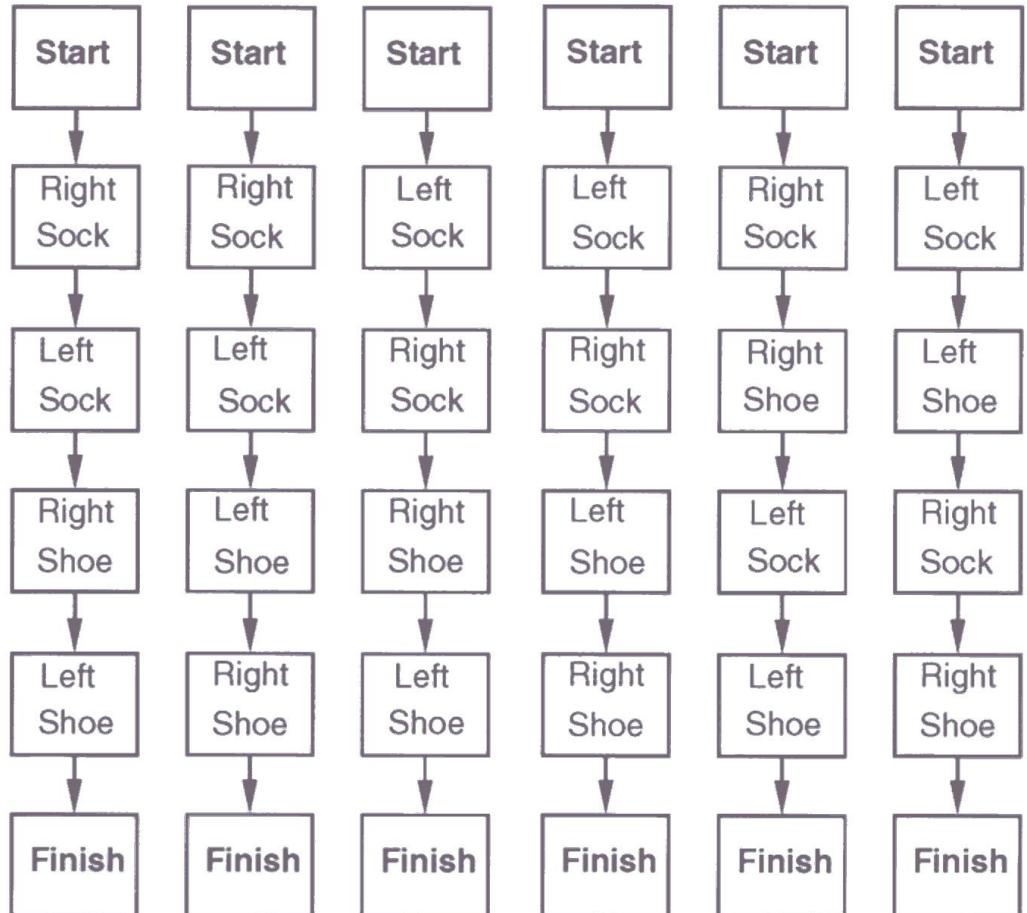 Start Start Start Start Start Start
Right Right Left Left Right Left
Sock Sock Sock Sock Sock Sock
Left Left Right Right Right Left
Sock Sock Sock Sock Shoe Shoe
Right Left Right Left Left Right
Shoe Shoe Shoe Shoe Sock Sock
Left Right Left Right Left Right
Shoe Shoe Shoe Shoe Shoe Shoe
Finish Finish Finish Finish Finish Finish